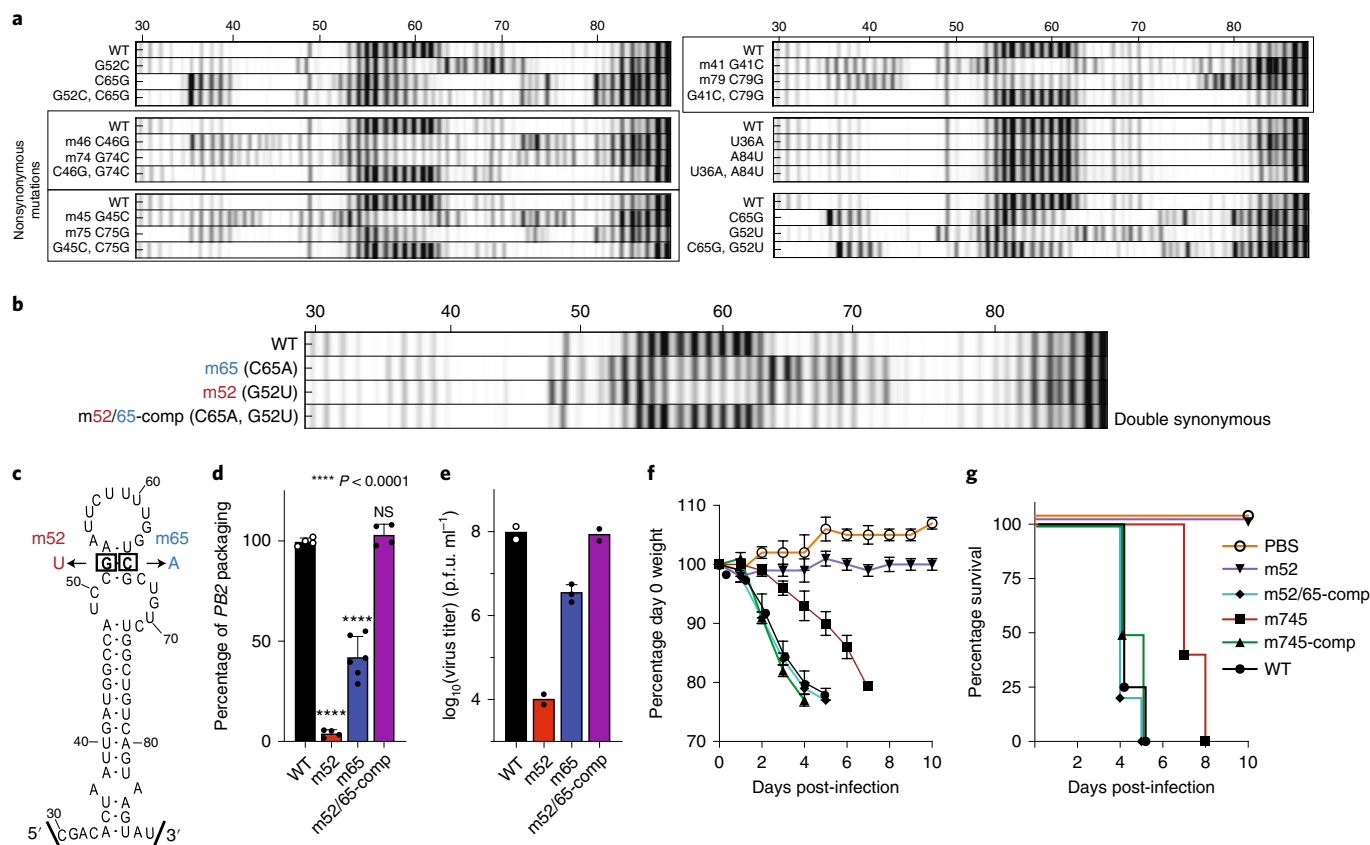 a
30 40 50 60 70 80
WT
G52C
C65G
G52C, C65G
Nonsynonymous mutations
WT
m46 C46G
m74 G74C
C46G, G74C
WT
m45 G45C
m75 C75G
G45C, C75G
30 40 50 60 70 80
WT
m41 G41C
m79 C79G
G41C, C79G
WT
U36A
A84U
U36A, A84U
WT
C65G
G52U
C65G, G52U
b
30 40 50 60 70 80
WT
m65 (C65A)
m52 (G52U)
m52/65-comp (C65A, G52U)
Double synonymous
c
60
m52
m65
U
G C
A
50
70
40
80
30
5′ CGACA
UAU 3′
d
**** P < 0.0001
Percentage of PB2 packaging
100
50
0
NS
****
****
WT
m52
m65
m52/65-comp
e
log10(virus titer) (p.f.u. ml−1)
8
6
4
WT
m52
m65
m52/65-comp
f
Percentage day 0 weight
110
100
90
80
70
0 2 4 6 8 10
Days post-infection
g
Percentage survival
100
75
50
25
0
2 4 6 8 10
Days post-infection
PBS
m52
m52/65-comp
m745
m745-comp
WT